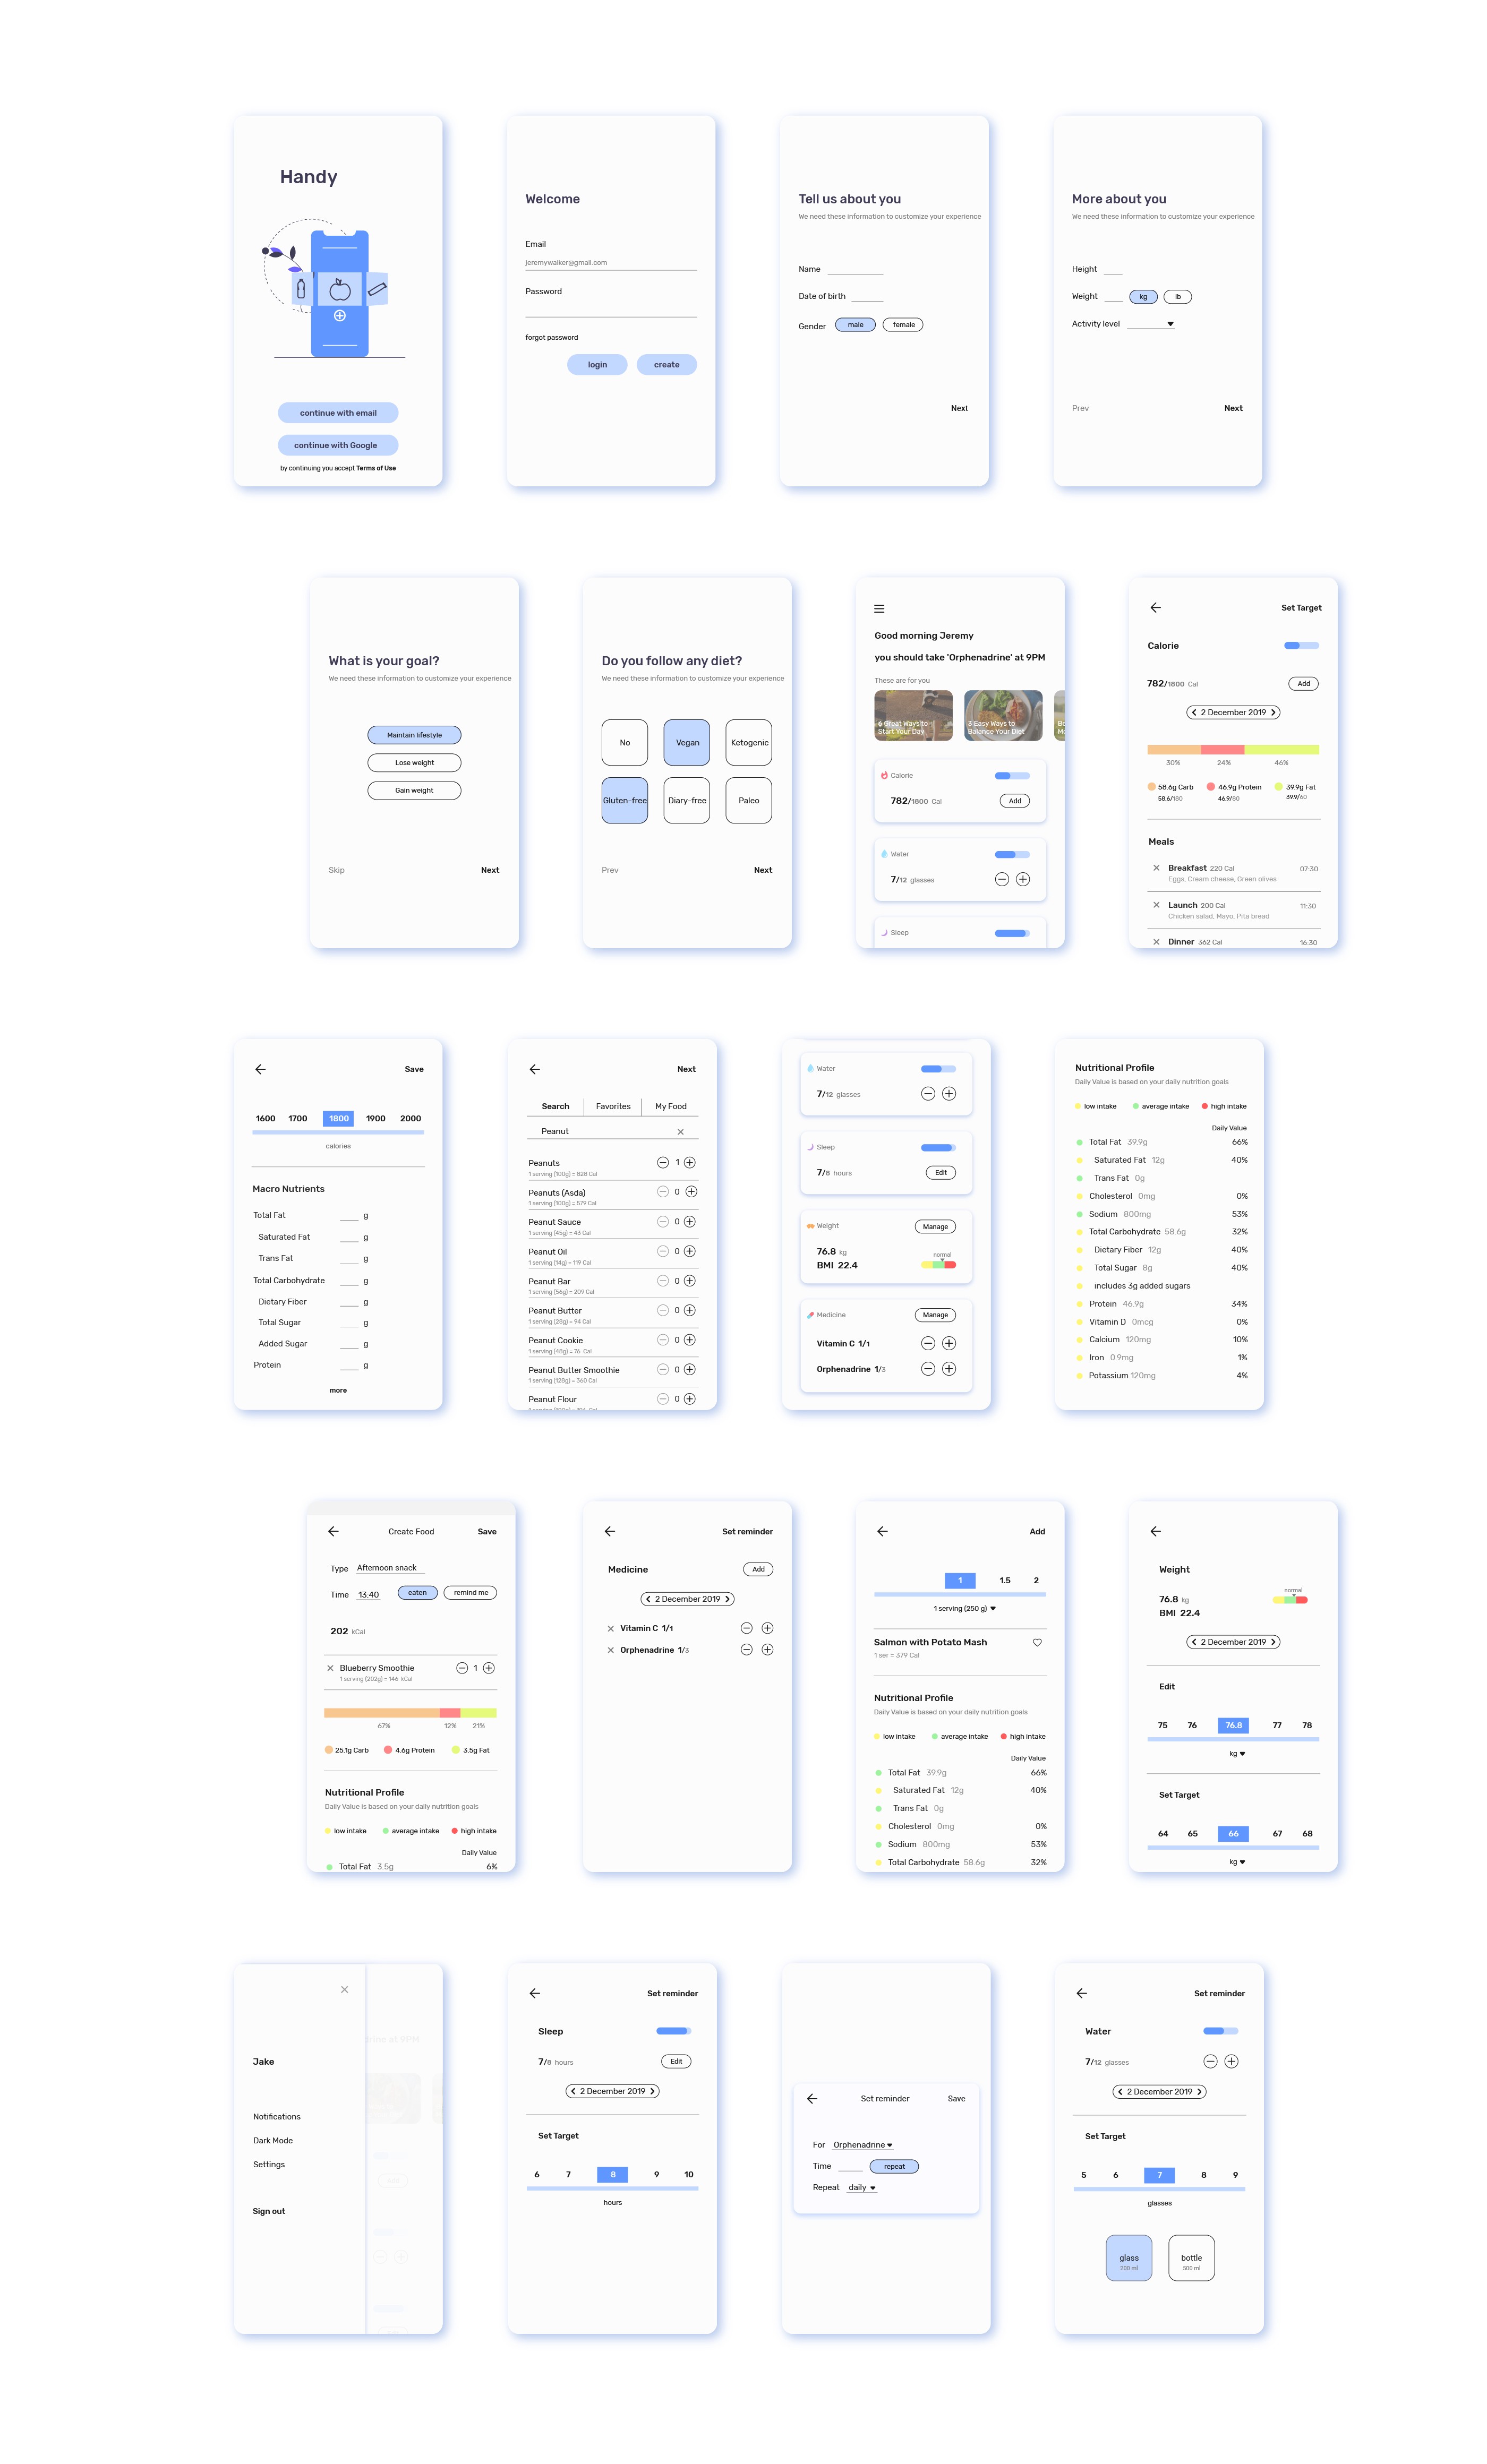 Handy
continue with email
continue with Google
by continuing you accept Terms of Use
Welcome
Email
jeremywalker@gmail.com
Password
forgot password
login create
Tell us about you
We need these information to customize your experience
Name
Date of birth
Gender male female
Next
More about you
We need these information to customize your experience
Height
Weight kg lb
Activity level
Prev Next
What is your goal?
We need these information to customize your experience
Maintain lifestyle
Lose weight
Gain weight
Skip Next
Do you follow any diet?
We need these information to customize your experience
No Vegan Ketogenic
Gluten-free Diary-free Paleo
Prev Next
Good morning Jeremy
you should take 'Orphenadrine' at 9PM
These are for you
6 Great Ways to
Start Your Day
3 Easy Ways to
Balance Your Diet
Calorie
782/1800 Cal Add
Water
7/12 glasses
Sleep
Set Target
Calorie
782/1800 Cal Add
2 December 2019
30% 24% 46%
58.6g Carb 46.9g Protein 39.9g Fat
58.6/180 46.9/80 39.9/60
Meals
Breakfast 220 Cal 07:30
Eggs, Cream cheese, Green olives
Launch 200 Cal 11:30
Chicken salad, Mayo, Pita bread
Dinner 362 Cal 16:30
Save
1600 1700 1800 1900 2000
calories
Macro Nutrients
Total Fat g
Saturated Fat g
Trans Fat g
Total Carbohydrate g
Dietary Fiber g
Total Sugar g
Added Sugar g
Protein g
more
Next
Search Favorites My Food
Peanut
Peanuts 1
1 serving (100g) = 828 Cal
Peanuts (Asda) 0
1 serving (100g) = 579 Cal
Peanut Sauce 0
1 serving (45g) = 43 Cal
Peanut Oil 0
1 serving (14g) = 119 Cal
Peanut Bar 0
1 serving (56g) = 209 Cal
Peanut Butter 0
1 serving (28g) = 94 Cal
Peanut Cookie 0
1 serving (48g) = 76 Cal
Peanut Butter Smoothie 0
1 serving (128g) = 360 Cal
Peanut Flour 0
Water
7/12 glasses
Sleep
7/8 hours Edit
Weight Manage
76.8 kg normal
BMI 22.4
Medicine Manage
Vitamin C 1/1
Orphenadrine 1/3
Nutritional Profile
Daily Value is based on your daily nutrition goals
low intake average intake high intake
Daily Value
Total Fat 39.9g 66%
Saturated Fat 12g 40%
Trans Fat 0g
Cholesterol 0mg 0%
Sodium 800mg 53%
Total Carbohydrate 58.6g 32%
Dietary Fiber 12g 40%
Total Sugar 8g 40%
includes 3g added sugars
Protein 46.9g 34%
Vitamin D 0mcg 0%
Calcium 120mg 10%
Iron 0.9mg 1%
Potassium 120mg 4%
Create Food Save
Type Afternoon snack
Time 13:40 eaten remind me
202 kCal
Blueberry Smoothie 1
1 serving (202g) = 146 kCal
67% 12% 21%
25.1g Carb 4.6g Protein 3.5g Fat
Nutritional Profile
Daily Value is based on your daily nutrition goals
low intake average intake high intake
Daily Value
Total Fat 3.5g 6%
Set reminder
Medicine Add
2 December 2019
Vitamin C 1/1
Orphenadrine 1/3
Add
1 1.5 2
1 serving (250 g)
Salmon with Potato Mash
1 ser = 379 Cal
Nutritional Profile
Daily Value is based on your daily nutrition goals
low intake average intake high intake
Daily Value
Total Fat 39.9g 66%
Saturated Fat 12g 40%
Trans Fat 0g
Cholesterol 0mg 0%
Sodium 800mg 53%
Total Carbohydrate 58.6g 32%
Weight
76.8 kg normal
BMI 22.4
2 December 2019
Edit
75 76 76.8 77 78
kg
Set Target
64 65 66 67 68
kg
Jake
Notifications
Dark Mode
Settings
Sign out
at 9PM
Add
Set reminder
Sleep
7/8 hours Edit
2 December 2019
Set Target
6 7 8 9 10
hours
Set reminder Save
For Orphenadrine
Time repeat
Repeat daily
Set reminder
Water
7/12 glasses
2 December 2019
Set Target
5 6 7 8 9
glasses
glass bottle
200 ml 500 ml